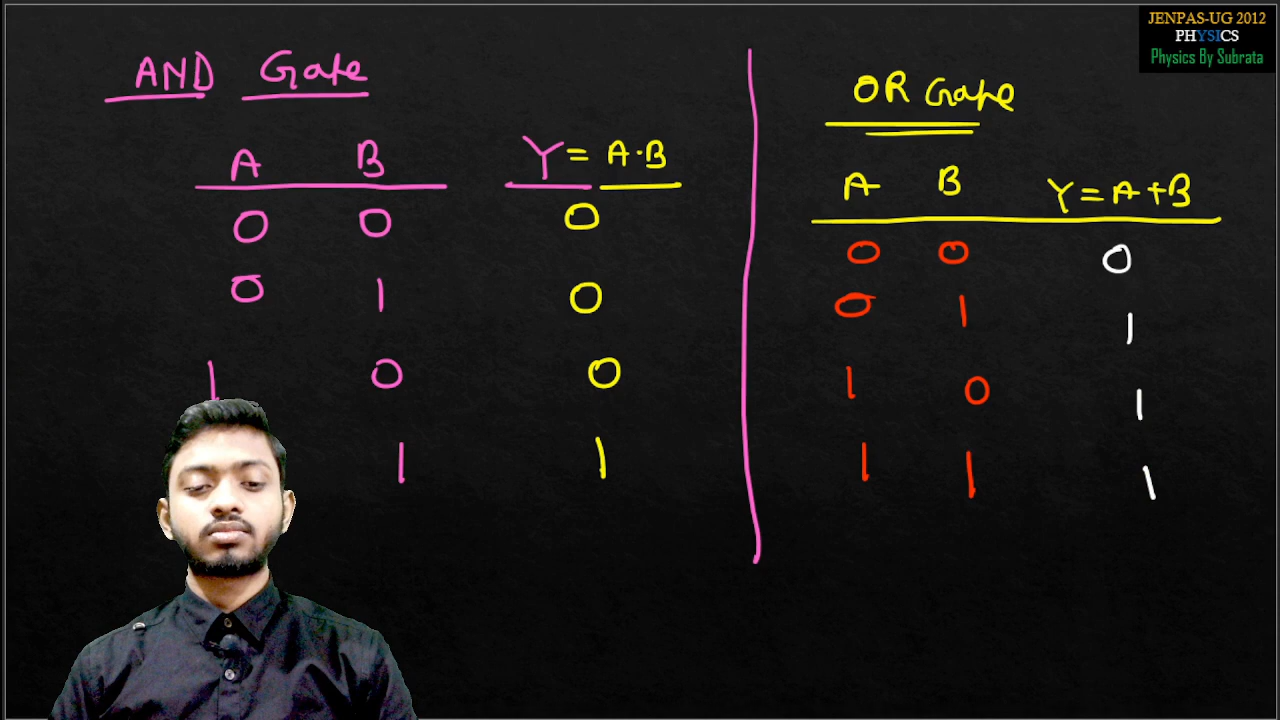 AND Gate
A B Y = A·B
0 0 0
0 1 0
1 0 0
1 1
JENPAS-UG 2012
PHYSICS
Physics By Subrata
OR Gate
A B Y = A + B
0 0 0
0 1 1
1 0 1
1 1 1